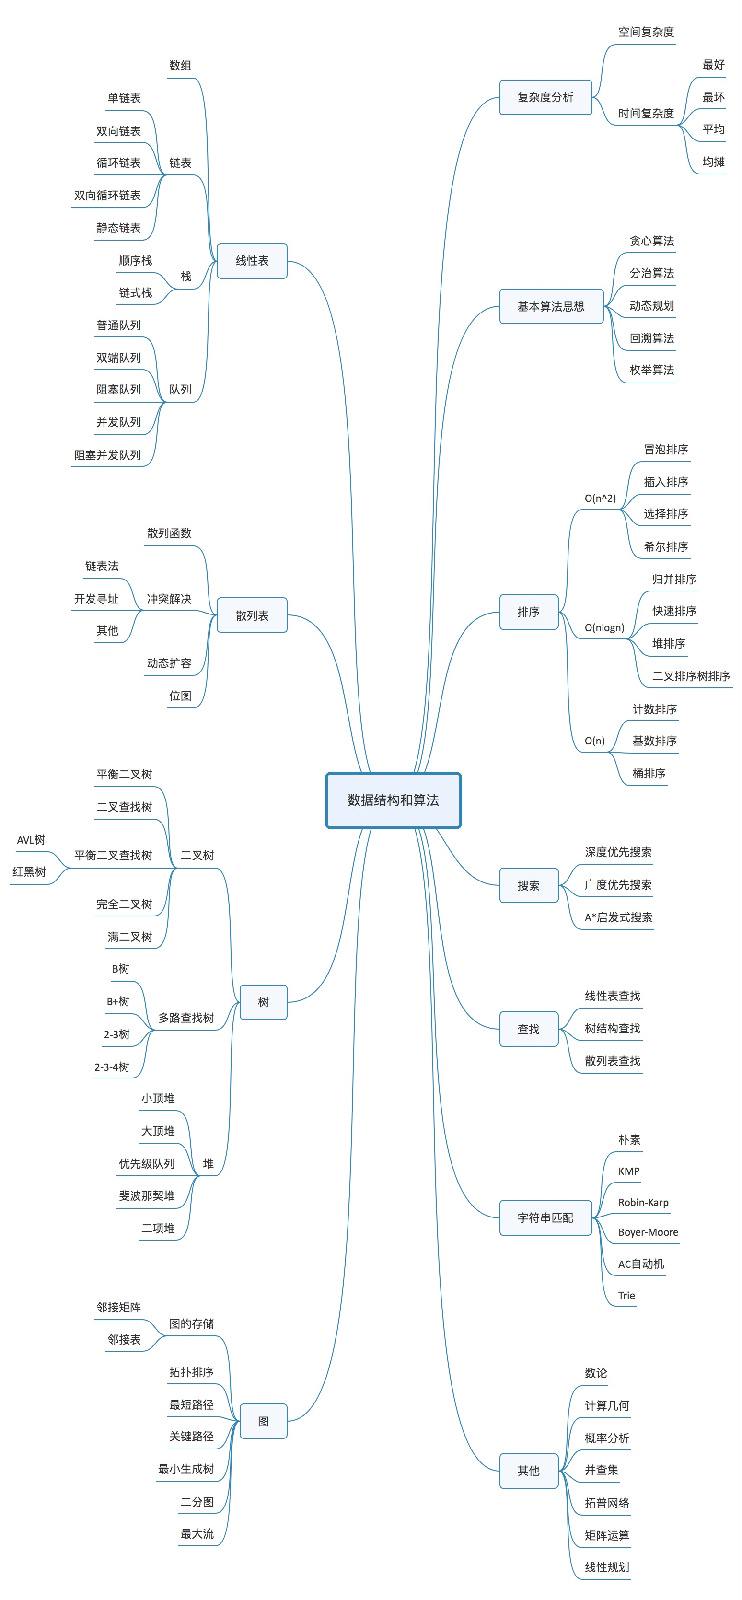 数据结构和算法
复杂度分析
空间复杂度
时间复杂度
最好
最坏
平均
均摊
基本算法思想
贪心算法
分治算法
动态规划
回溯算法
枚举算法
排序
O(n^2)
冒泡排序
插入排序
选择排序
希尔排序
O(nlogn)
归并排序
快速排序
堆排序
二叉排序树排序
O(n)
计数排序
基数排序
桶排序
搜索
深度优先搜索
广度优先搜索
A*启发式搜索
查找
线性表查找
树结构查找
散列表查找
字符串匹配
朴素
KMP
Robin-Karp
Boyer-Moore
AC自动机
Trie
其他
数论
计算几何
概率分析
并查集
拓普网络
矩阵运算
线性规划
线性表
数组
链表
单链表
双向链表
循环链表
双向循环链表
静态链表
栈
顺序栈
链式栈
队列
普通队列
双端队列
阻塞队列
并发队列
阻塞并发队列
散列表
散列函数
冲突解决
链表法
开发寻址
其他
动态扩容
位图
树
二叉树
平衡二叉树
二叉查找树
平衡二叉查找树
AVL树
红黑树
完全二叉树
满二叉树
多路查找树
B树
B+树
2-3树
2-3-4树
堆
小顶堆
大顶堆
优先级队列
斐波那契堆
二项堆
图
图的存储
邻接矩阵
邻接表
拓扑排序
最短路径
关键路径
最小生成树
二分图
最大流